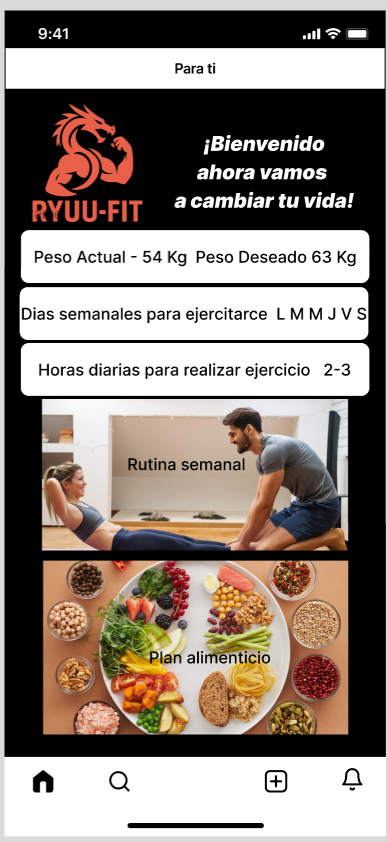 9:41
Para ti
RYUU-FIT
¡Bienvenido
ahora vamos
a cambiar tu vida!
Peso Actual - 54 Kg  Peso Deseado 63 Kg
Dias semanales para ejercitarce  L M M J V S
Horas diarias para realizar ejercicio   2-3
Rutina semanal
Plan alimenticio